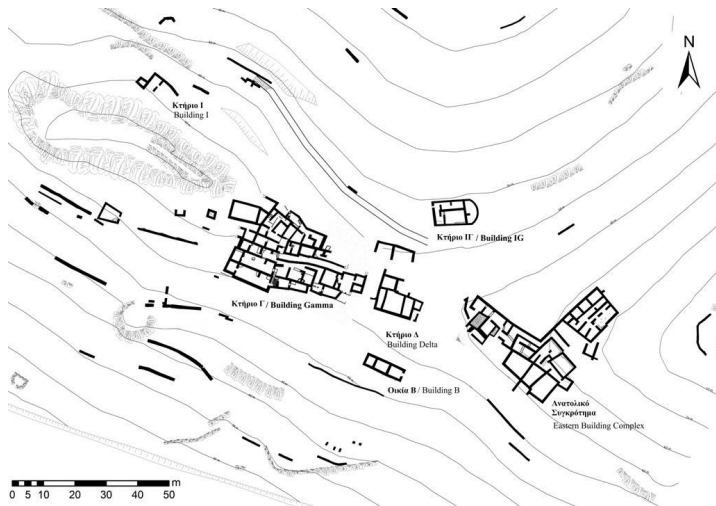 N
Κτήριο Ι
Building I
Κτήριο ΙΓ / Building IG
Κτήριο Γ / Building Gamma
Κτήριο Δ
Building Delta
Οικία Β / Building B
Ανατολικό
Συγκρότημα
Eastern Building Complex
m
0 5 10 20 30 40 50